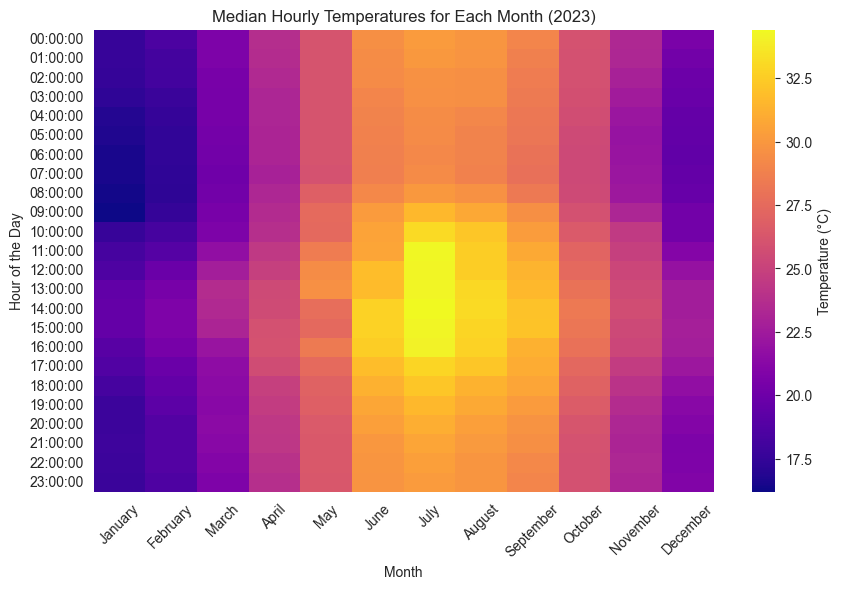 Median Hourly Temperatures for Each Month (2023)
Hour of the Day
00:00:00
01:00:00
02:00:00
03:00:00
04:00:00
05:00:00
06:00:00
07:00:00
08:00:00
09:00:00
10:00:00
11:00:00
12:00:00
13:00:00
14:00:00
15:00:00
16:00:00
17:00:00
18:00:00
19:00:00
20:00:00
21:00:00
22:00:00
23:00:00
January
February
March
April
May
June
July
August
September
October
November
December
Month
32.5
30.0
27.5
25.0
22.5
20.0
17.5
Temperature (°C)